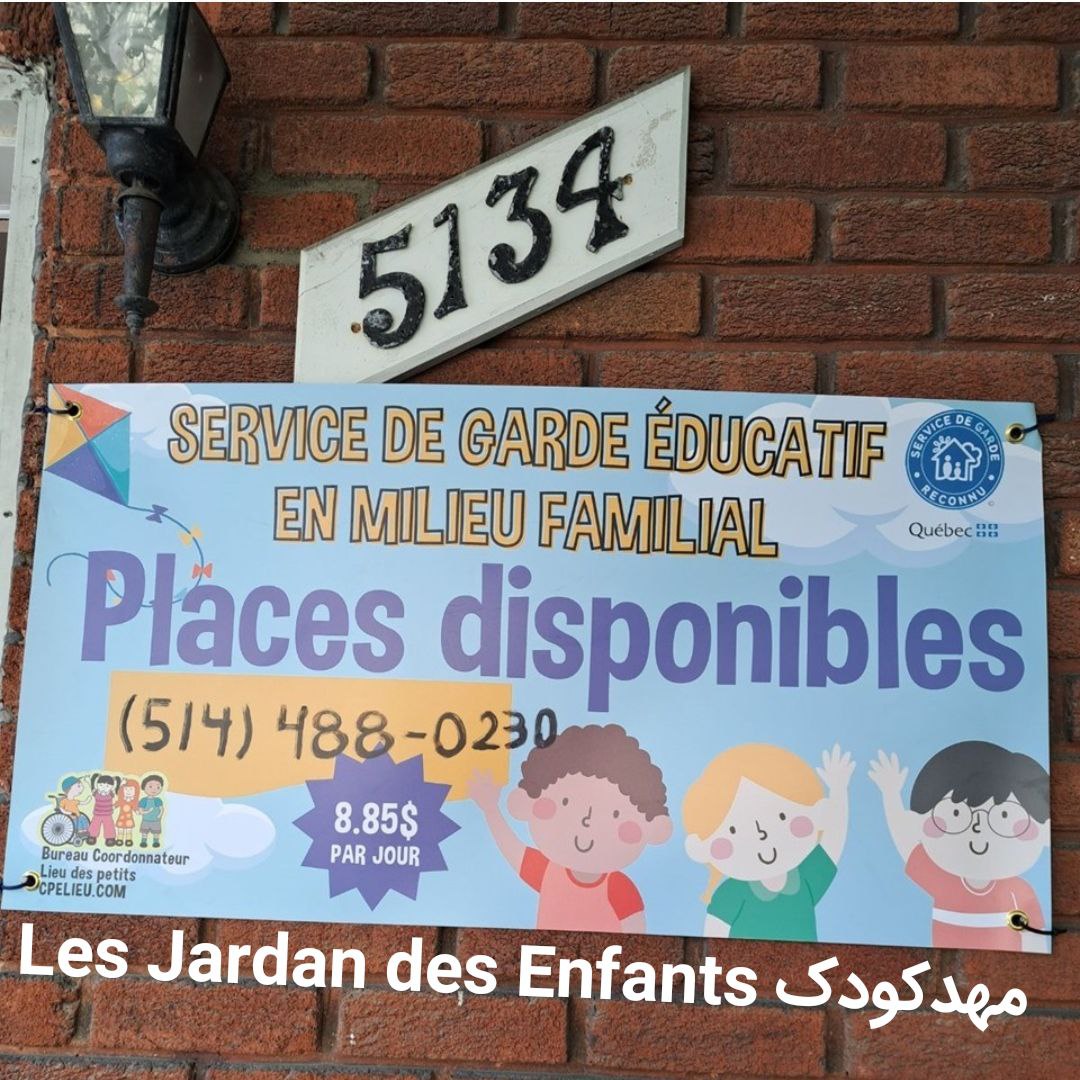 5134
SERVICE DE GARDE ÉDUCATIF
EN MILIEU FAMILIAL
SERVICE DE GARDE
RECONNU
Québec
Places disponibles
(514) 488-0230
8.85$
PAR JOUR
Bureau Coordonnateur
Lieu des petits
CPELIEU.COM
Les Jardan des Enfants مهدکودک